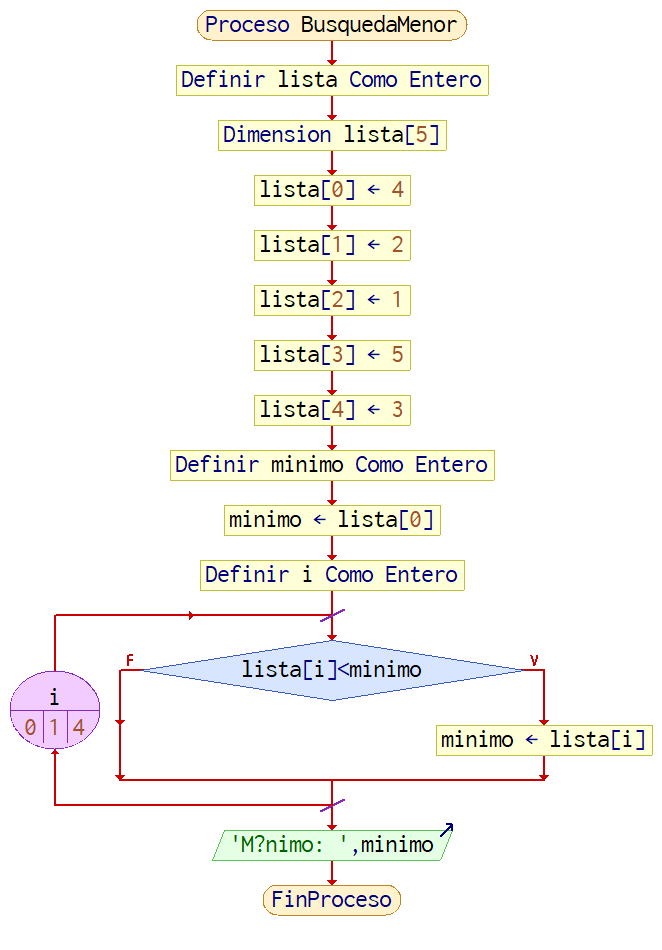 Proceso BusquedaMenor
Definir lista Como Entero
Dimension lista[5]
lista[0] ← 4
lista[1] ← 2
lista[2] ← 1
lista[3] ← 5
lista[4] ← 3
Definir minimo Como Entero
minimo ← lista[0]
Definir i Como Entero
F
lista[i]<minimo
V
i
0 1 4
minimo ← lista[i]
'M?nimo: ',minimo
FinProceso